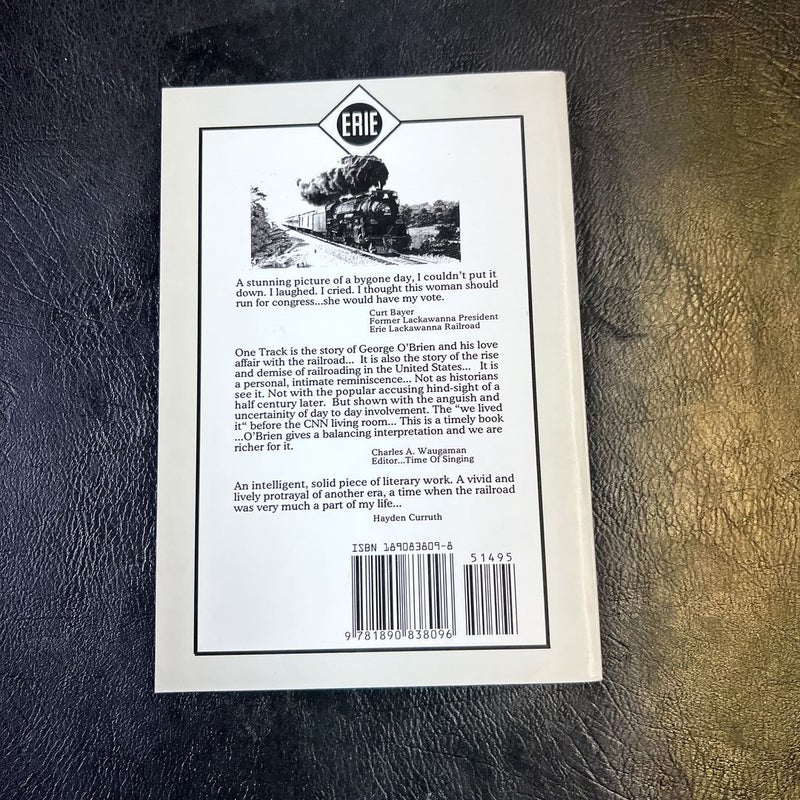 ERIE
A stunning picture of a bygone day, I couldn't put it
down. I laughed. I cried. I thought this woman should
run for congress...she would have my vote.
Curt Bayer
Former Lackawanna President
Erie Lackawanna Railroad
One Track is the story of George O'Brien and his love
affair with the railroad... It is also the story of the rise
and demise of railroading in the United States... It is
a personal, intimate reminiscence... Not as historians
see it. Not with the popular accusing hind-sight of a
half century later. But shown with the anguish and
uncertainity of day to day involvement. The "we lived
it" before the CNN living room... This is a timely book
...O'Brien gives a balancing interpretation and we are
richer for it.
Charles A. Waugaman
Editor...Time Of Singing
An intelligent, solid piece of literary work. A vivid and
lively protrayal of another era, a time when the railroad
was very much a part of my life...
Hayden Curruth
ISBN 189083809-8
51495
9 781890 838096